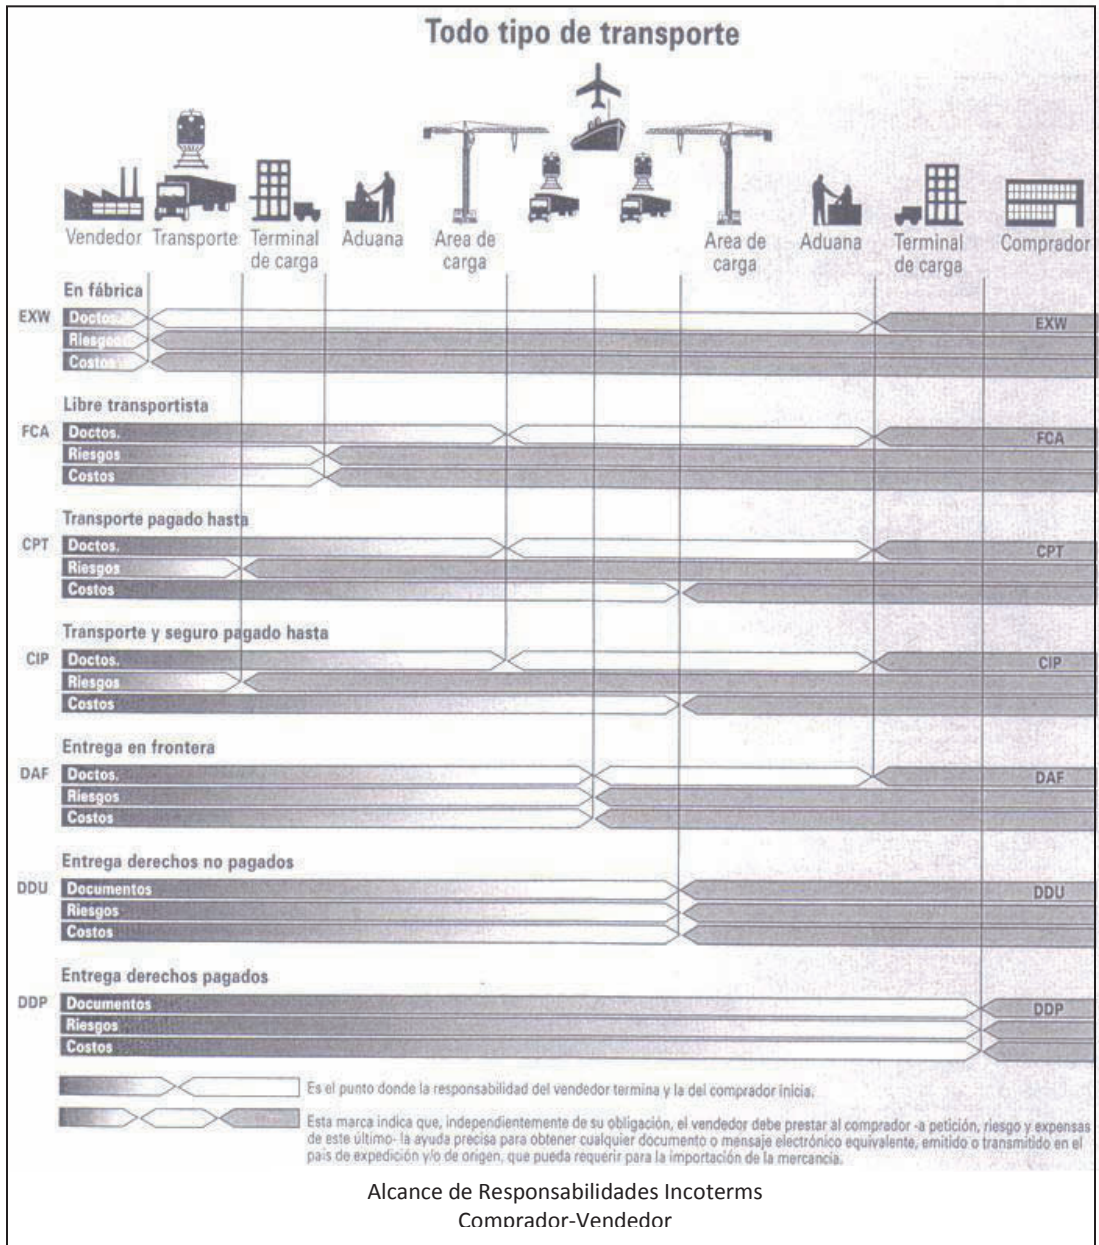 Todo tipo de transporte
Vendedor Transporte Terminal de carga Aduana Area de carga Area de carga Aduana Terminal de carga Comprador
En fábrica
EXW Doctos. EXW
Riesgos
Costos
Libre transportista
FCA Doctos. FCA
Riesgos
Costos
Transporte pagado hasta
CPT Doctos. CPT
Riesgos
Costos
Transporte y seguro pagado hasta
CIP Doctos. CIP
Riesgos
Costos
Entrega en frontera
DAF Doctos. DAF
Riesgos
Costos
Entrega derechos no pagados
DDU Documentos DDU
Riesgos
Costos
Entrega derechos pagados
DDP Documentos DDP
Riesgos
Costos
Es el punto donde la responsabilidad del vendedor termina y la del comprador inicia.
Esta marca indica que, independientemente de su obligación, el vendedor debe prestar al comprador -a petición, riesgo y expensas
de este último- la ayuda precisa para obtener cualquier documento o mensaje electrónico equivalente, emitido o transmitido en el
país de expedición y/o de origen, que pueda requerir para la importación de la mercancía.
Alcance de Responsabilidades Incoterms
Comprador-Vendedor